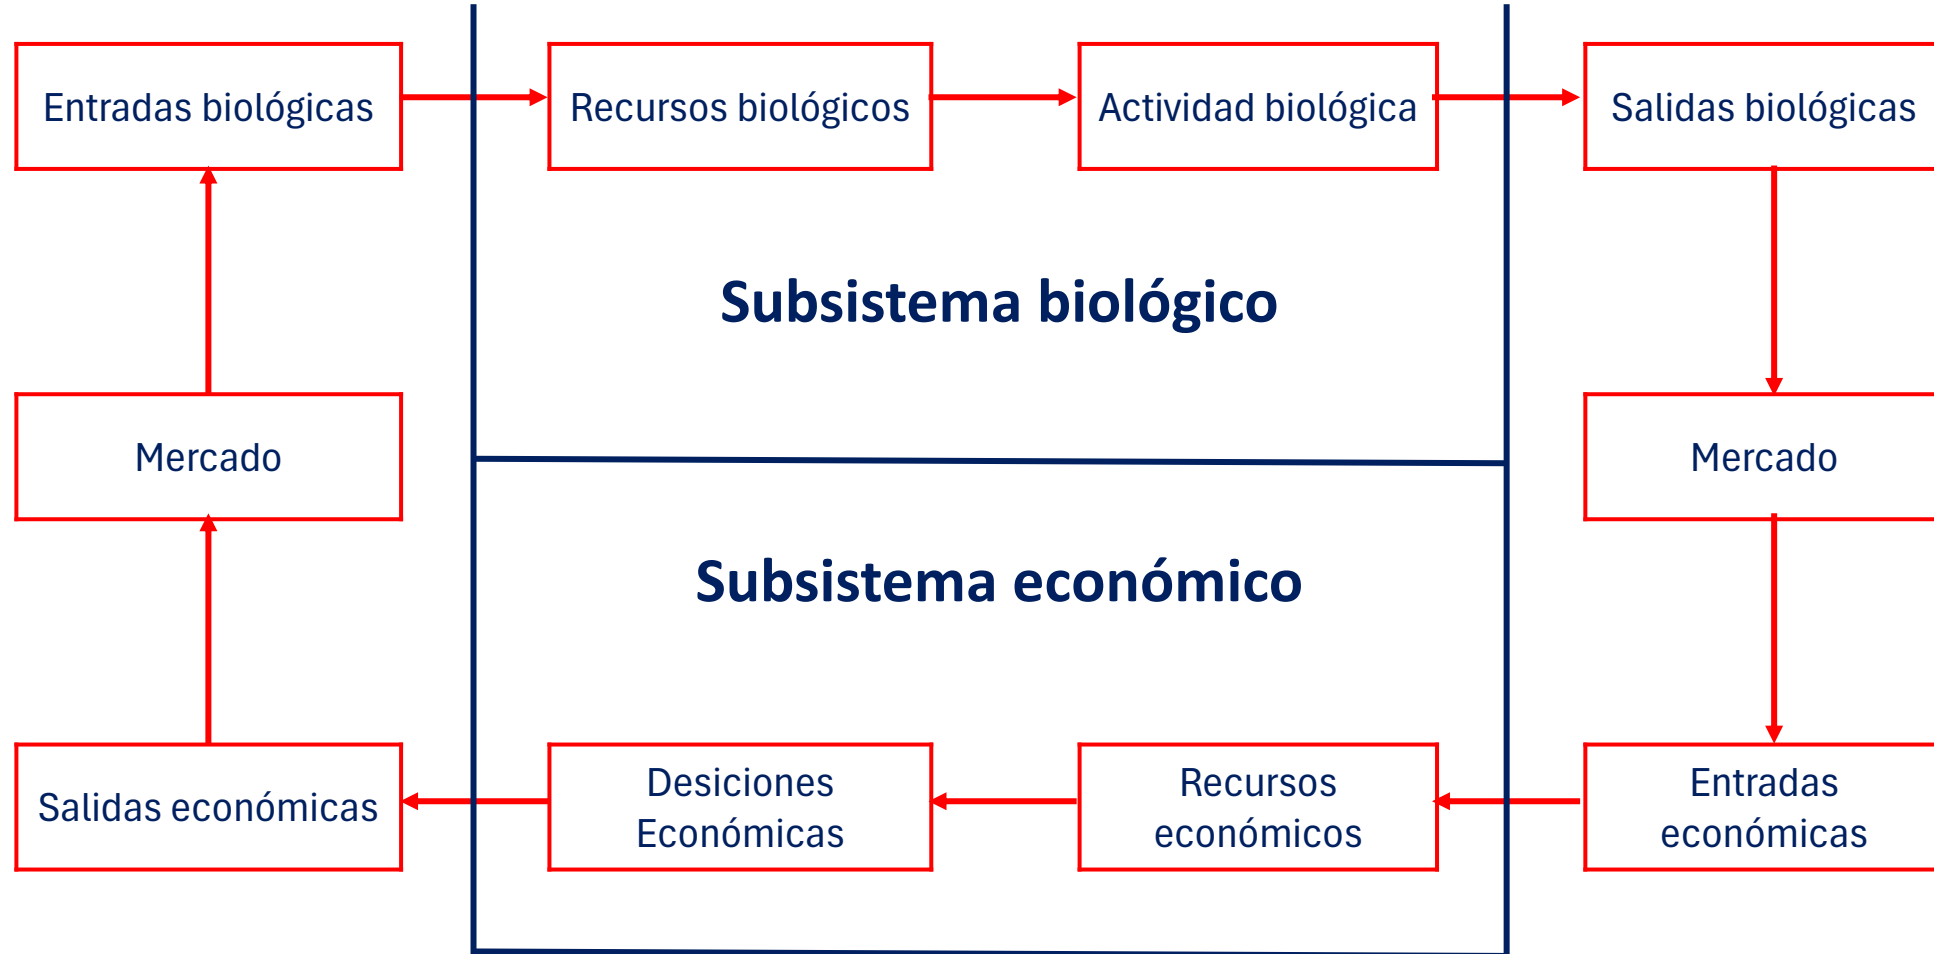 Entradas biológicas
Recursos biológicos
Actividad biológica
Salidas biológicas
Subsistema biológico
Mercado
Mercado
Subsistema económico
Salidas económicas
Desiciones
Económicas
Recursos
económicos
Entradas
económicas